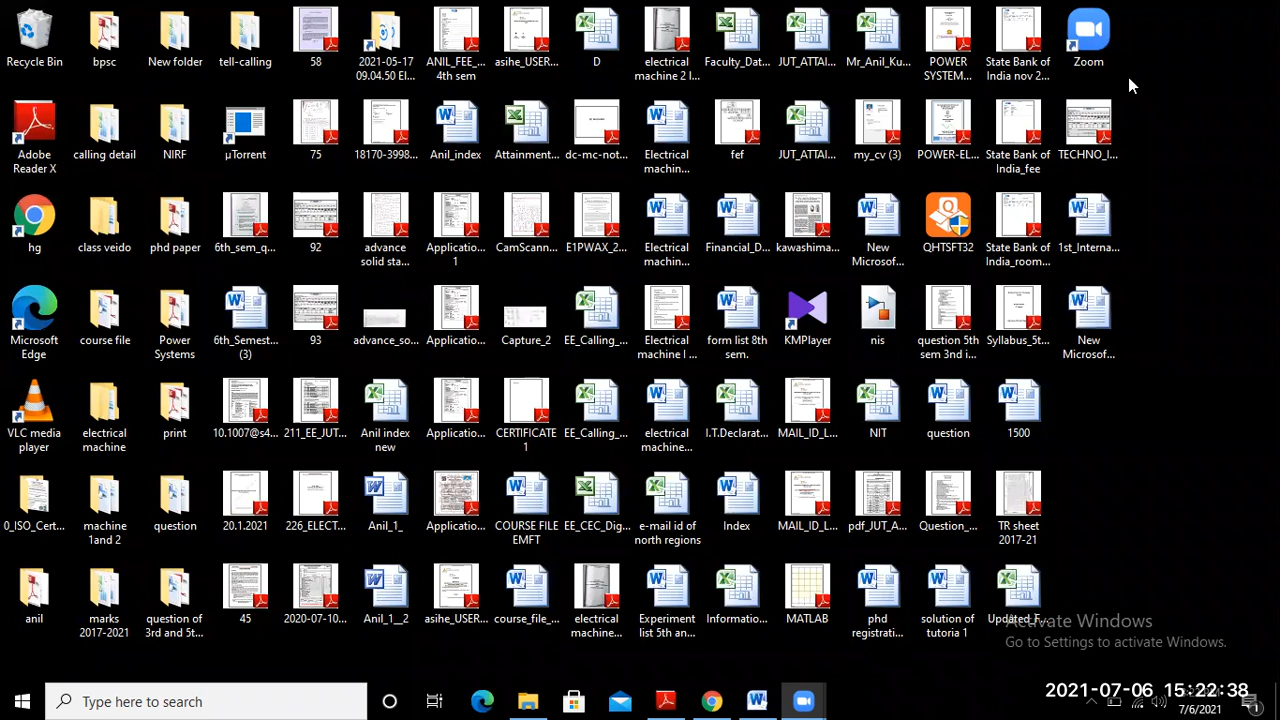 Recycle Bin
bpsc
New folder
tell-calling
58
2021-05-17
09.04.50 El...
ANIL_FEE_...
4th sem
asihe_USER...
D
electrical
machine 2 l...
Faculty_Dat...
JUT_ATTAI...
Mr_Anil_Ku...
POWER
SYSTEM...
State Bank of
India nov 2...
Zoom
Adobe
Reader X
calling detail
NIRF
µTorrent
75
18170-3998...
Anil_index
Attainment...
dc-mc-not...
Electrical
machin...
fef
JUT_ATTAI...
my_cv (3)
POWER-EL...
State Bank of
India_fee
TECHNO_I...
hg
class veido
phd paper
6th_sem_q...
92
advance
solid sta...
Applicatio...
1
CamScann...
E1PWAX_2...
Electrical
machin...
Financial_D...
kawashima...
New
Microsof...
QHTSFT32
State Bank of
India_room...
1st_Interna...
Microsoft
Edge
course file
Power
Systems
6th_Semest...
(3)
93
advance_so...
Applicatio...
Capture_2
EE_Calling_...
Electrical
machine l ...
form list 8th
sem.
KMPlayer
nis
question 5th
sem 3nd i...
Syllabus_5t...
New
Microsof...
VLC media
player
electrical
machine
print
10.1007@s4...
211_EE_JUT...
Anil index
new
Applicatio...
CERTIFICATE
1
EE_Calling_...
electrical
machine...
I.T.Declarat...
MAIL_ID_L...
NIT
question
1500
0_ISO_Cert...
machine
1and 2
question
20.1.2021
226_ELECT...
Anil_1_
Applicatio...
COURSE FILE
EMFT
EE_CEC_Dig...
e-mail id of
north regions
Index
MAIL_ID_L...
pdf_JUT_A...
Question_...
TR sheet
2017-21
anil
marks
2017-2021
question of
3rd and 5t...
45
2020-07-10...
Anil_1__2
asihe_USER...
course_file_...
electrical
machine...
Experiment
list 5th an...
Informatio...
MATLAB
phd
registrati...
solution of
tutoria 1
Updated_F...
Activate Windows
Go to Settings to activate Windows.
Type here to search
2021-07-06 15:22:38
7/6/2021